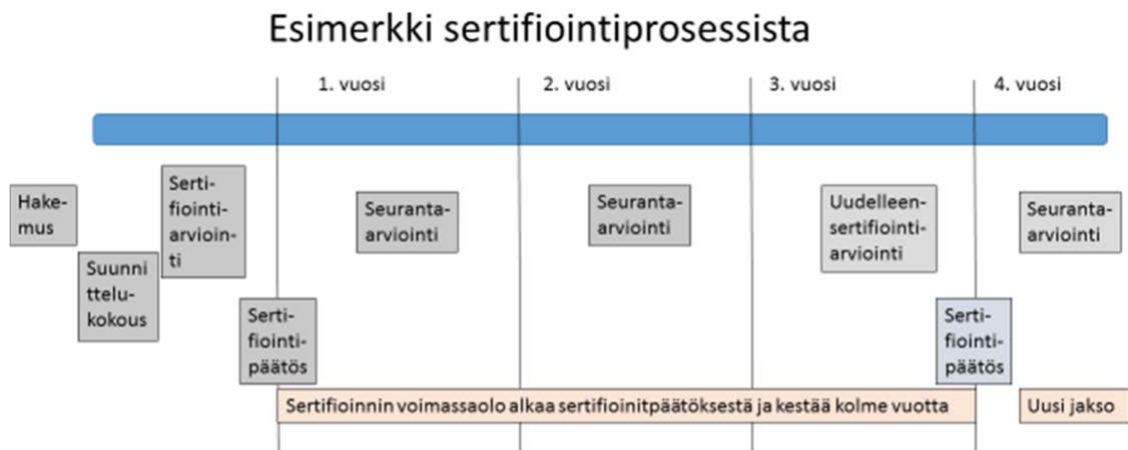 Esimerkki sertifiointiprosessista
1. vuosi
2. vuosi
3. vuosi
4. vuosi
Hake-
mus
Suunni
ttelu-
kokous
Serti-
fiointi-
arvioin-
ti
Serti-
fiointi-
päätös
Seuranta-
arviointi
Seuranta-
arviointi
Uudelleen-
sertifiointi-
arviointi
Serti-
fiointi-
päätös
Seuranta-
arviointi
Sertifioinnin voimassaolo alkaa sertifioinitpäätöksestä ja kestää kolme vuotta
Uusi jakso